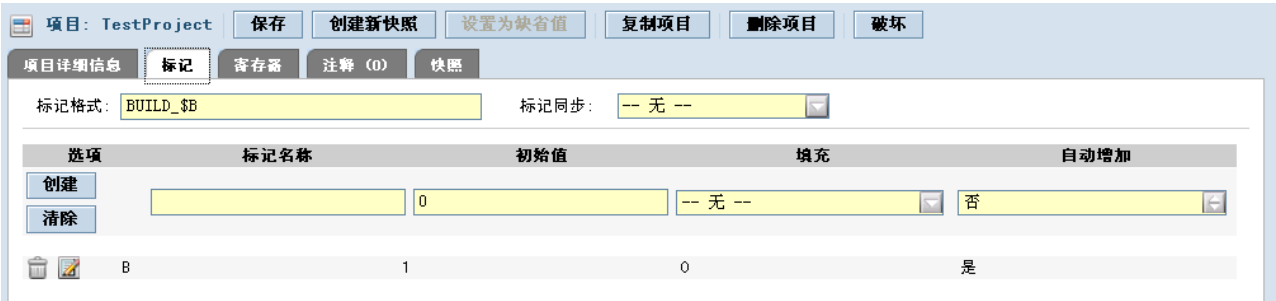 项目: TestProject 保存 创建新快照 设置为缺省值 复制项目 删除项目 破坏
项目详细信息 标记 寄存器 注释 (0) 快照
标记格式: BUILD_$B 标记同步: -- 无 --
选项 标记名称 初始值 填充 自动增加
创建
0 -- 无 -- 否
清除
B 1 0 是